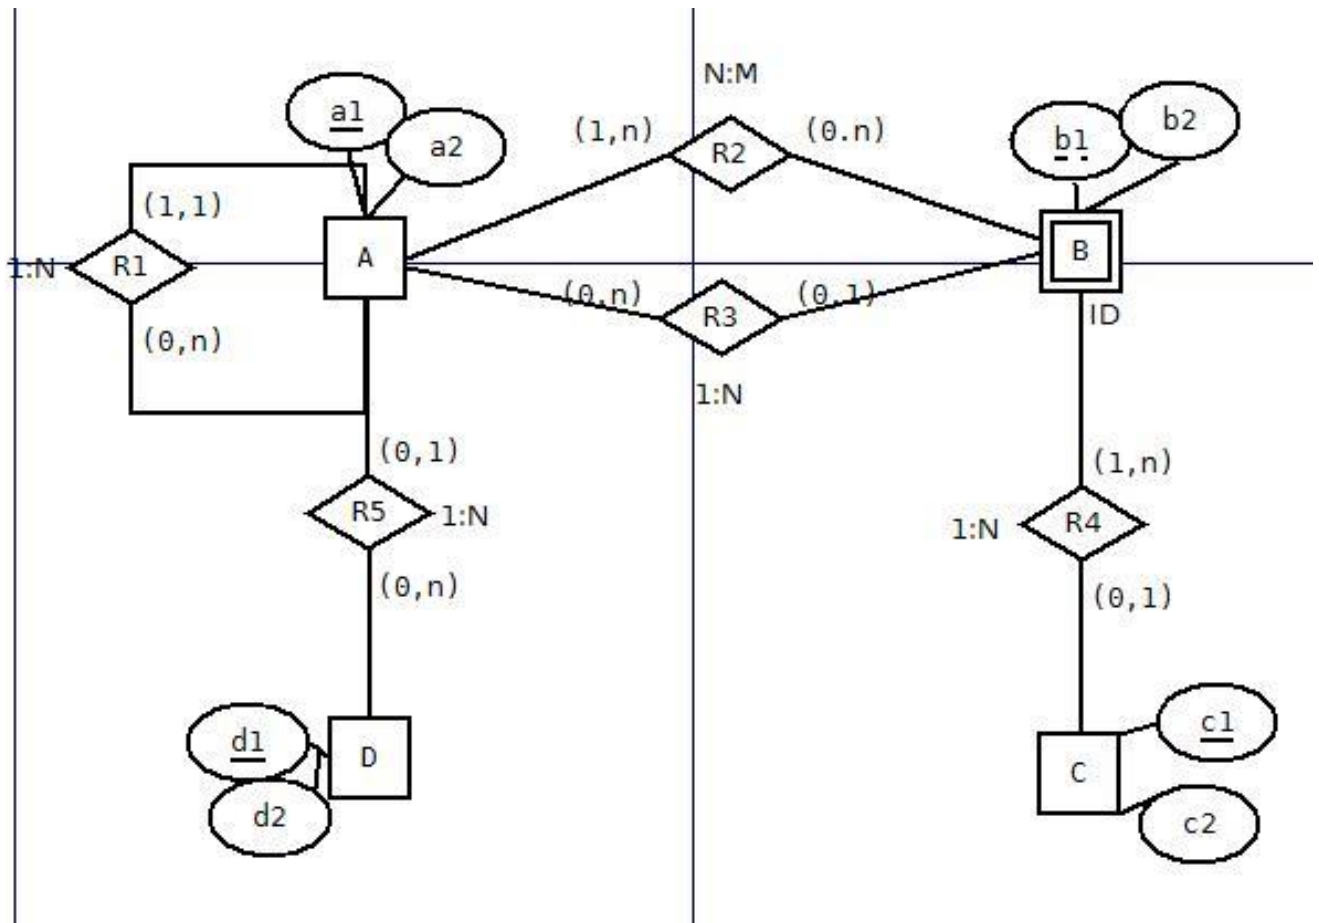 N:M
a1
a2
(1,n)
R2
(0.n)
b1
b2
(1,1)
1:N
R1
A
B
(0,n)
(0,n)
R3
(0,1)
ID
1:N
(0,1)
R5
1:N
(0,n)
(1,n)
1:N
R4
(0,1)
d1
D
d2
C
c1
c2